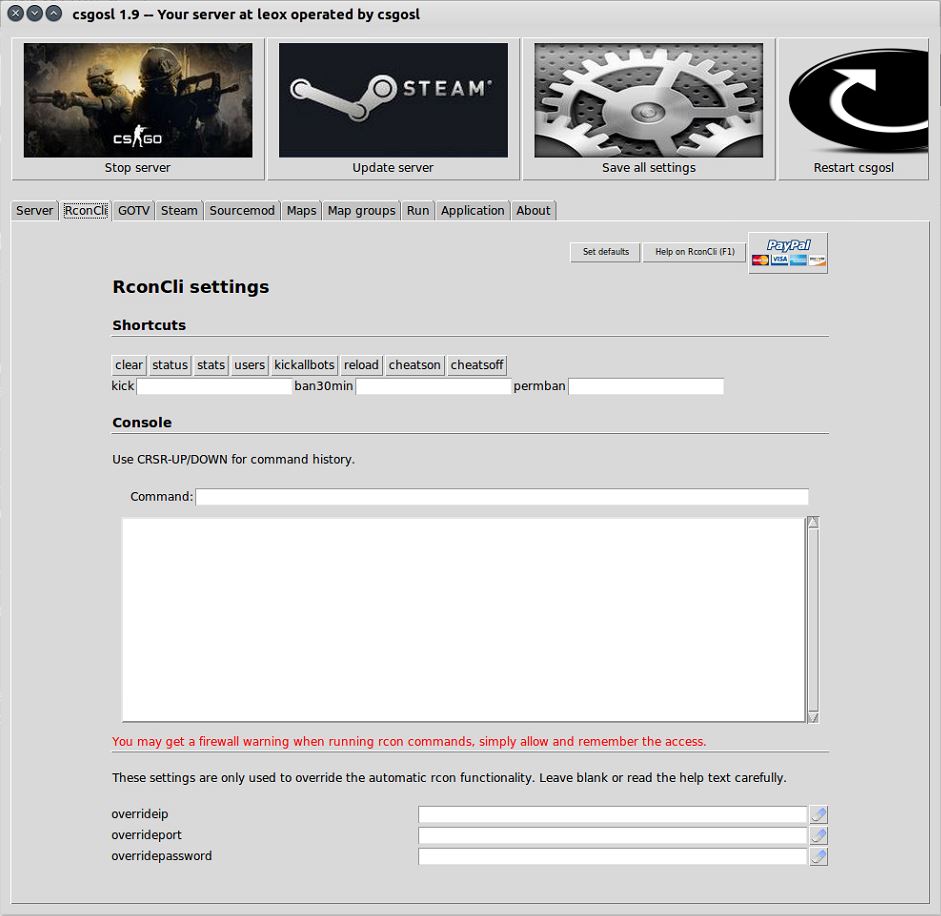 csgosl 1.9 -- Your server at leox operated by csgosl
CS GO
STEAM®
Stop server
Update server
Save all settings
Restart csgosl
Server RconCli GOTV Steam Sourcemod Maps Map groups Run Application About
Set defaults
Help on RconCli (F1)
PayPal
VISA
RconCli settings
Shortcuts
clear status stats users kickallbots reload cheatson cheatsoff
kick ban30min permban
Console
Use CRSR-UP/DOWN for command history.
Command:
You may get a firewall warning when running rcon commands, simply allow and remember the access.
These settings are only used to override the automatic rcon functionality. Leave blank or read the help text carefully.
overrideip
overrideport
overridepassword